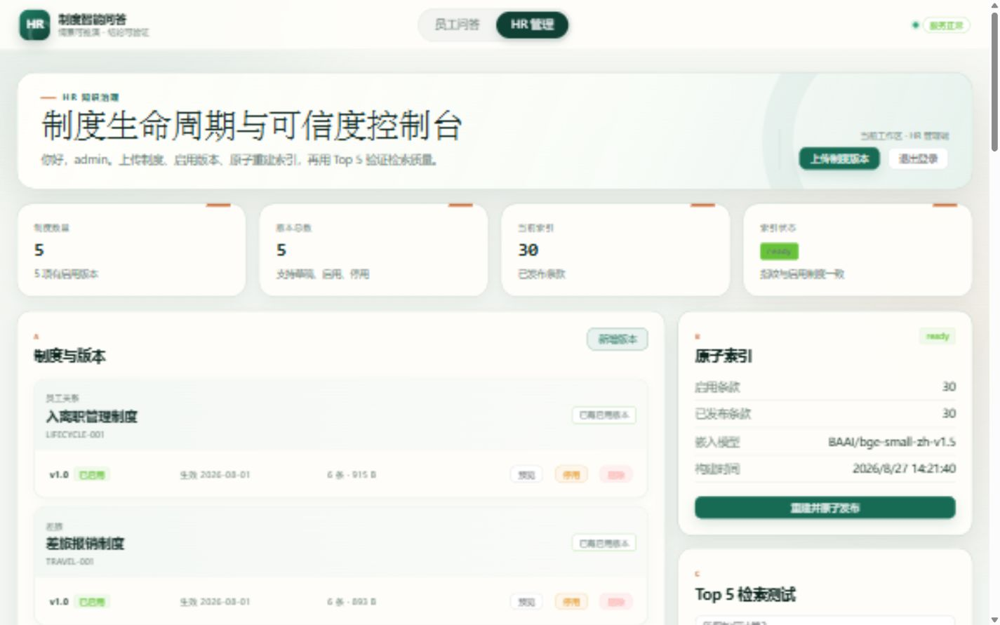 HR
制度智能问答
情景可推演 · 结论可验证
员工问答
HR 管理
服务正常
HR 知识治理
制度生命周期与可信度控制台
你好，admin。上传制度、启用版本、原子重建索引，再用 Top 5 验证检索质量。
当前工作区 · HR 管理端
上传制度版本
退出登录
制度数量
5
5 项有启用版本
版本总数
5
支持草稿、启用、停用
当前索引
30
已发布条款
索引状态
ready
指纹与启用制度一致
A
制度与版本
新增版本
员工关系
入离职管理制度
LIFECYCLE-001
已有启用版本
v1.0 已启用
生效 2026-08-01
6 条 · 915 B
预览
停用
删除
差旅
差旅报销制度
TRAVEL-001
已有启用版本
v1.0 已启用
生效 2026-08-01
6 条 · 893 B
预览
停用
删除
B
原子索引
ready
启用条款 30
已发布条款 30
嵌入模型 BAAI/bge-small-zh-v1.5
构建时间 2026/8/27 14:21:40
重建并原子发布
C
Top 5 检索测试